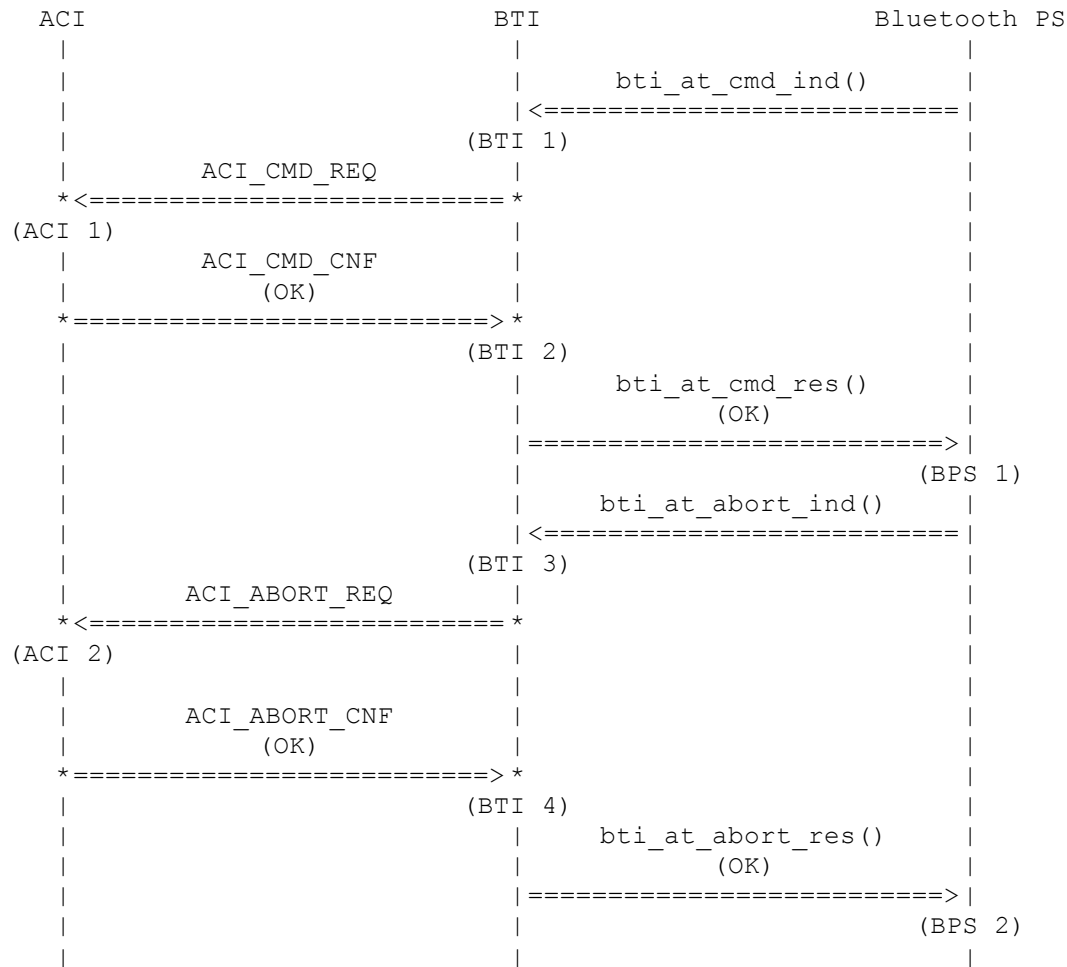 ACI BTI Bluetooth PS
bti_at_cmd_ind()
(BTI 1)
ACI_CMD_REQ
(ACI 1)
ACI_CMD_CNF
(OK)
(BTI 2)
bti_at_cmd_res()
(OK)
(BPS 1)
bti_at_abort_ind()
(BTI 3)
ACI_ABORT_REQ
(ACI 2)
ACI_ABORT_CNF
(OK)
(BTI 4)
bti_at_abort_res()
(OK)
(BPS 2)